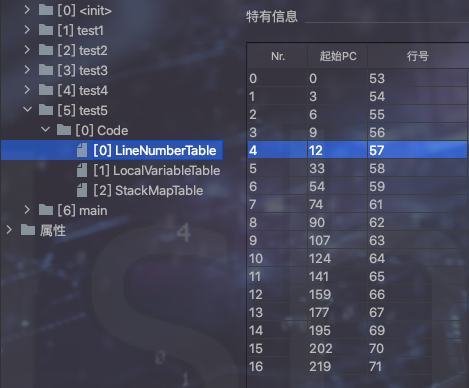 [0] <init>
[1] test1
[2] test2
[3] test3
[4] test4
[5] test5
[0] Code
[0] LineNumberTable
[1] LocalVariableTable
[2] StackMapTable
[6] main
属性
特有信息
Nr. 起始PC 行号
0 0 53
1 3 54
2 6 55
3 9 56
4 12 57
5 33 58
6 54 59
7 74 61
8 90 62
9 107 63
10 124 64
11 141 65
12 159 66
13 177 67
14 195 69
15 202 70
16 219 71